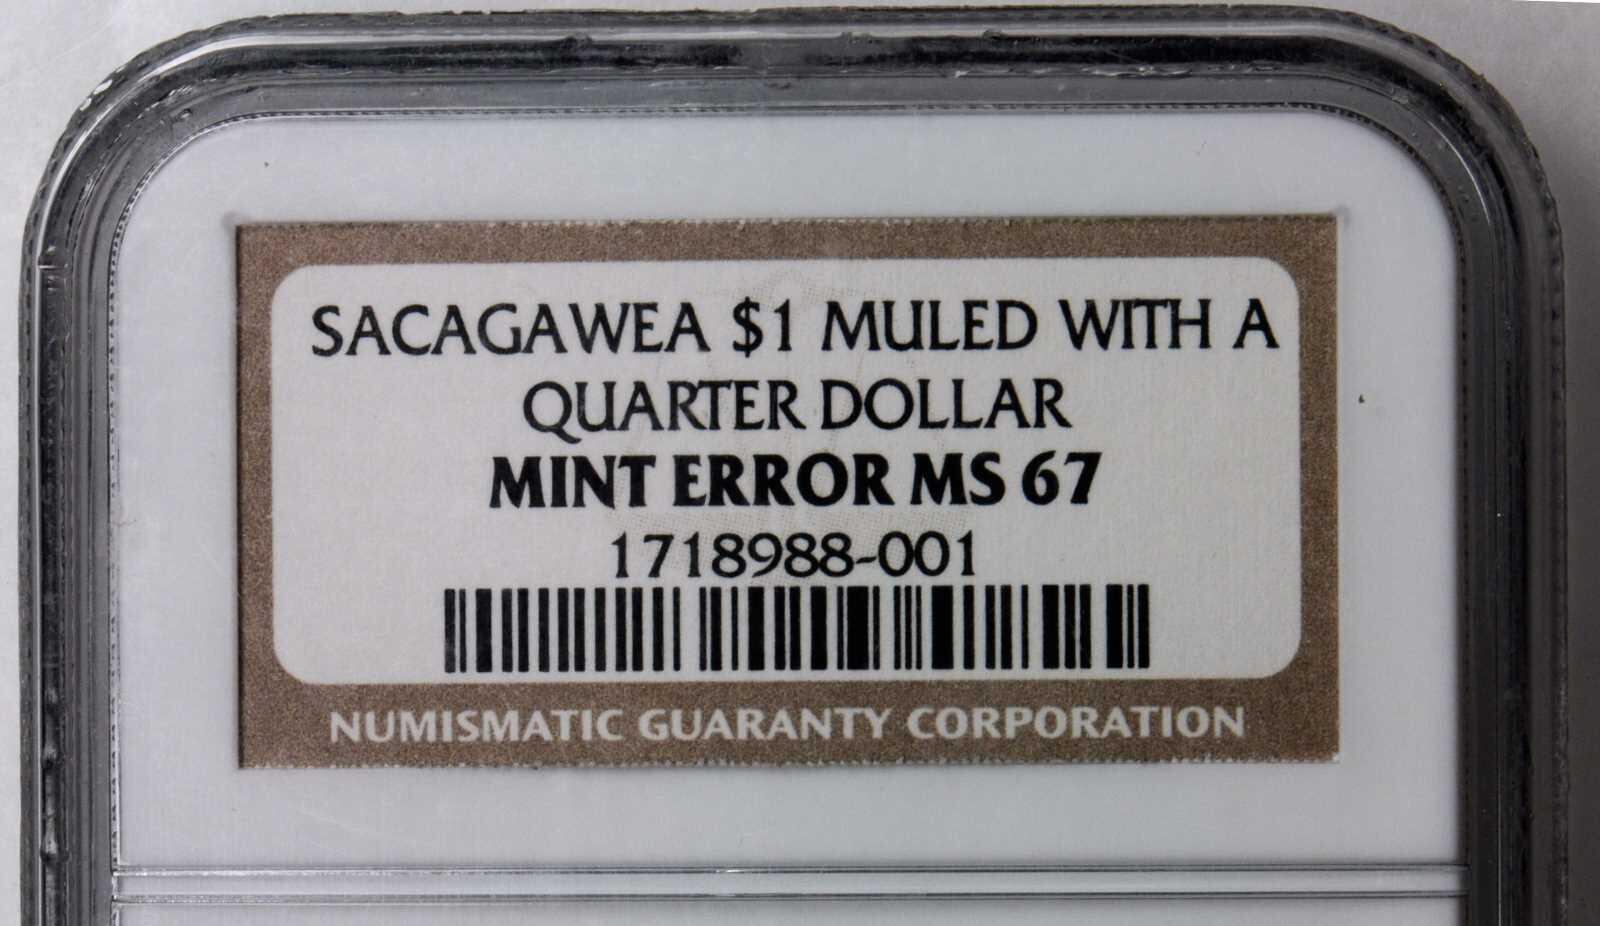 SACAGAWEA $1 MULED WITH A
QUARTER DOLLAR
MINT ERROR MS 67
1718988-001
NUMISMATIC GUARANTY CORPORATION